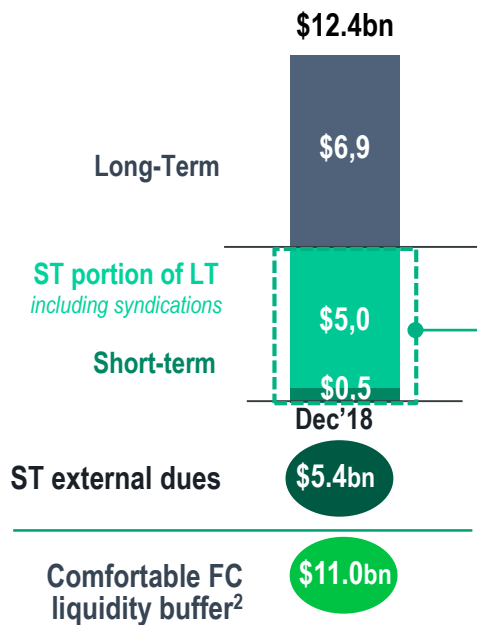 $12.4bn
Long-Term
$6,9
ST portion of LT
including syndications
$5,0
Short-term
$0,5
Dec'18
ST external dues
$5.4bn
Comfortable FC
liquidity buffer2
$11.0bn